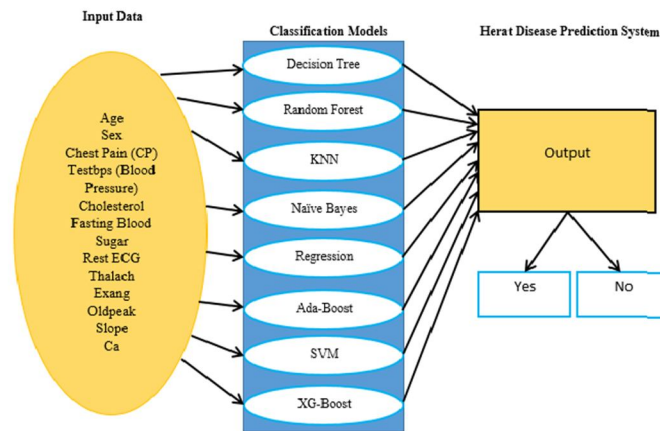 Input Data
Age
Sex
Chest Pain (CP)
Testbps (Blood
Pressure)
Cholesterol
Fasting Blood
Sugar
Rest ECG
Thalach
Exang
Oldpeak
Slope
Ca
Classification Models
Decision Tree
Random Forest
KNN
Naïve Bayes
Regression
Ada-Boost
SVM
XG-Boost
Herat Disease Prediction System
Output
Yes
No